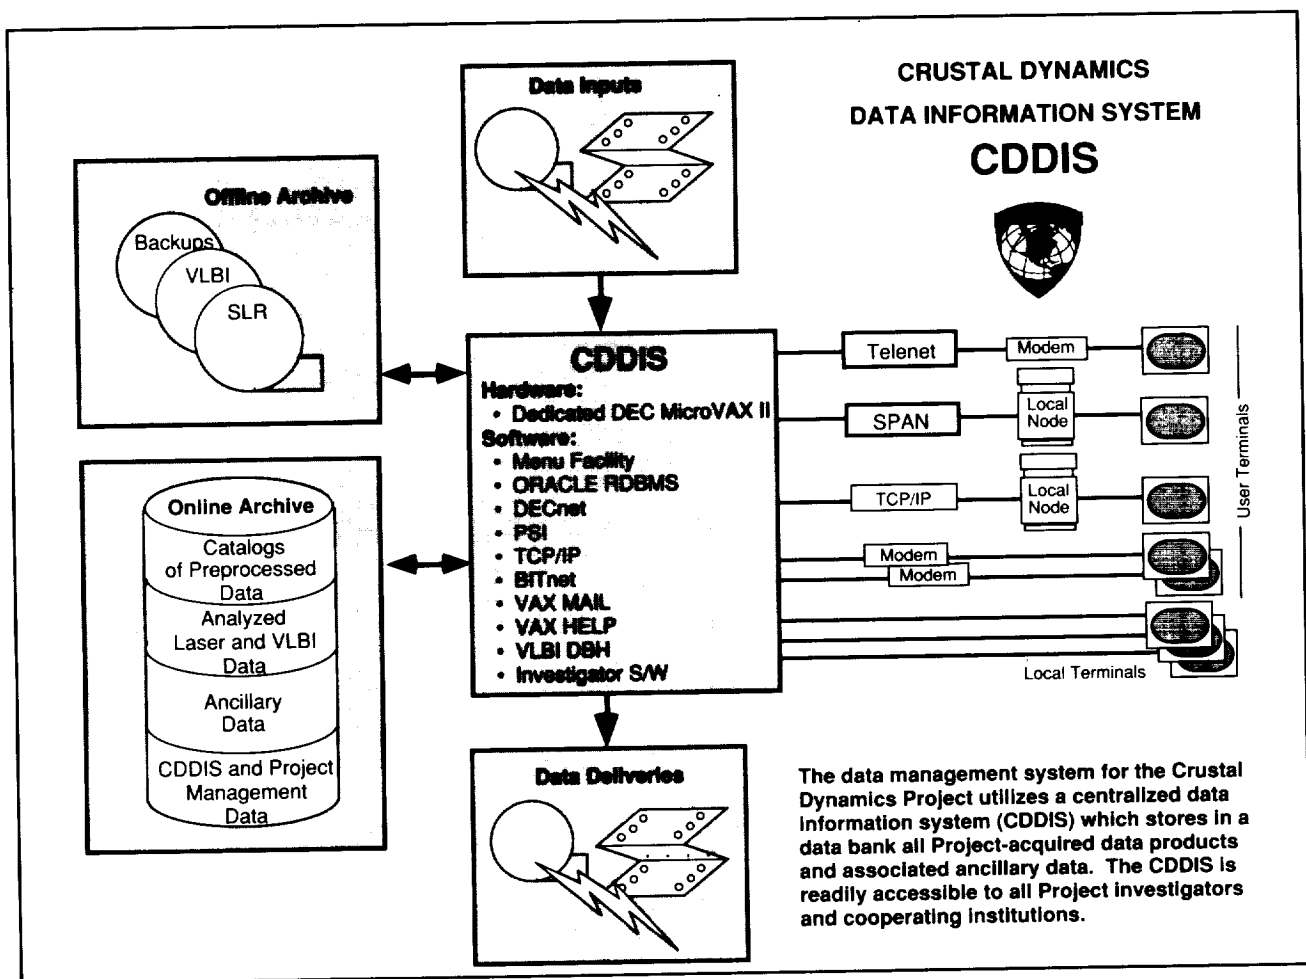 CRUSTAL DYNAMICS
DATA INFORMATION SYSTEM
CDDIS
Data Inputs
Offline Archive
Backups
VLBI
SLR
Online Archive
Catalogs
of Preprocessed
Data
Analyzed
Laser and VLBI
Data
Ancillary
Data
CDDIS and Project
Management
Data
CDDIS
Hardware:
• Dedicated DEC MicroVAX II
Software:
• Menu Facility
• ORACLE RDBMS
• DECnet
• PSI
• TCP/IP
• BITnet
• VAX MAIL
• VAX HELP
• VLBI DBH
• Investigator S/W
Telenet
Modem
SPAN
Local
Node
TCP/IP
Local
Node
Modem
Modem
User Terminals
Local Terminals
Data Deliveries
The data management system for the Crustal
Dynamics Project utilizes a centralized data
information system (CDDIS) which stores in a
data bank all Project-acquired data products
and associated ancillary data. The CDDIS is
readily accessible to all Project investigators
and cooperating institutions.